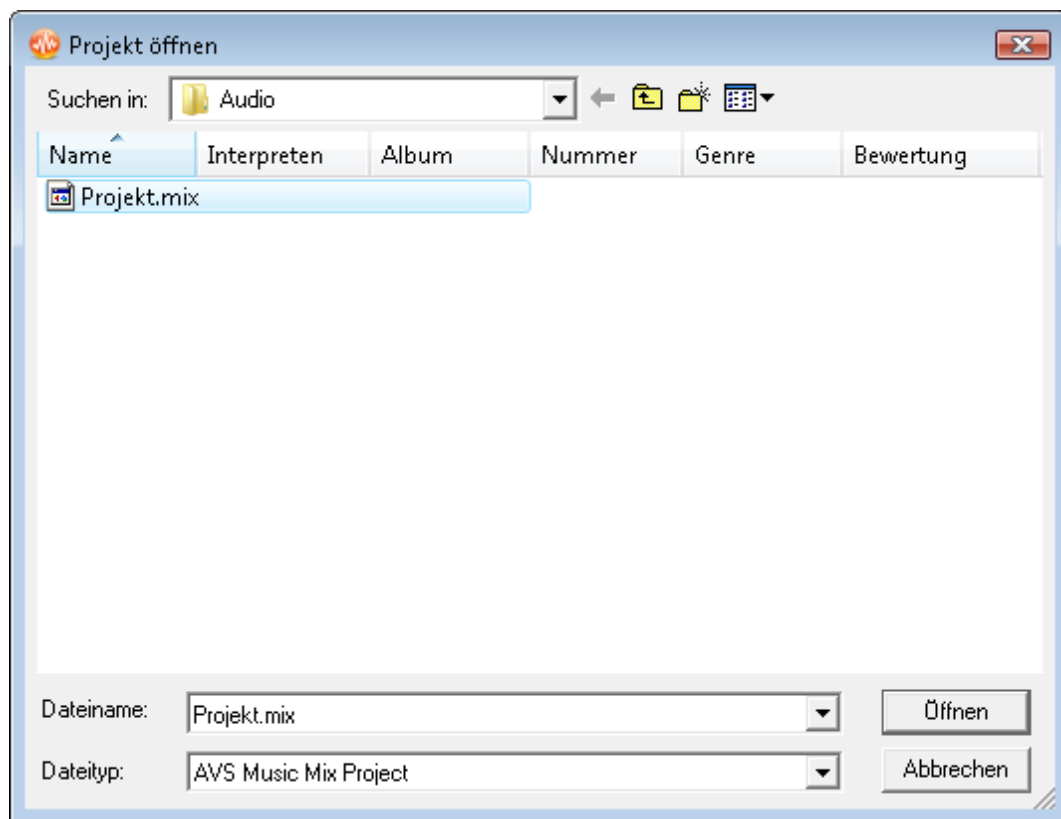 Projekt öffnen
Suchen in: Audio
Name Interpreten Album Nummer Genre Bewertung
Projekt.mix
Dateiname: Projekt.mix Öffnen
Dateityp: AVS Music Mix Project Abbrechen